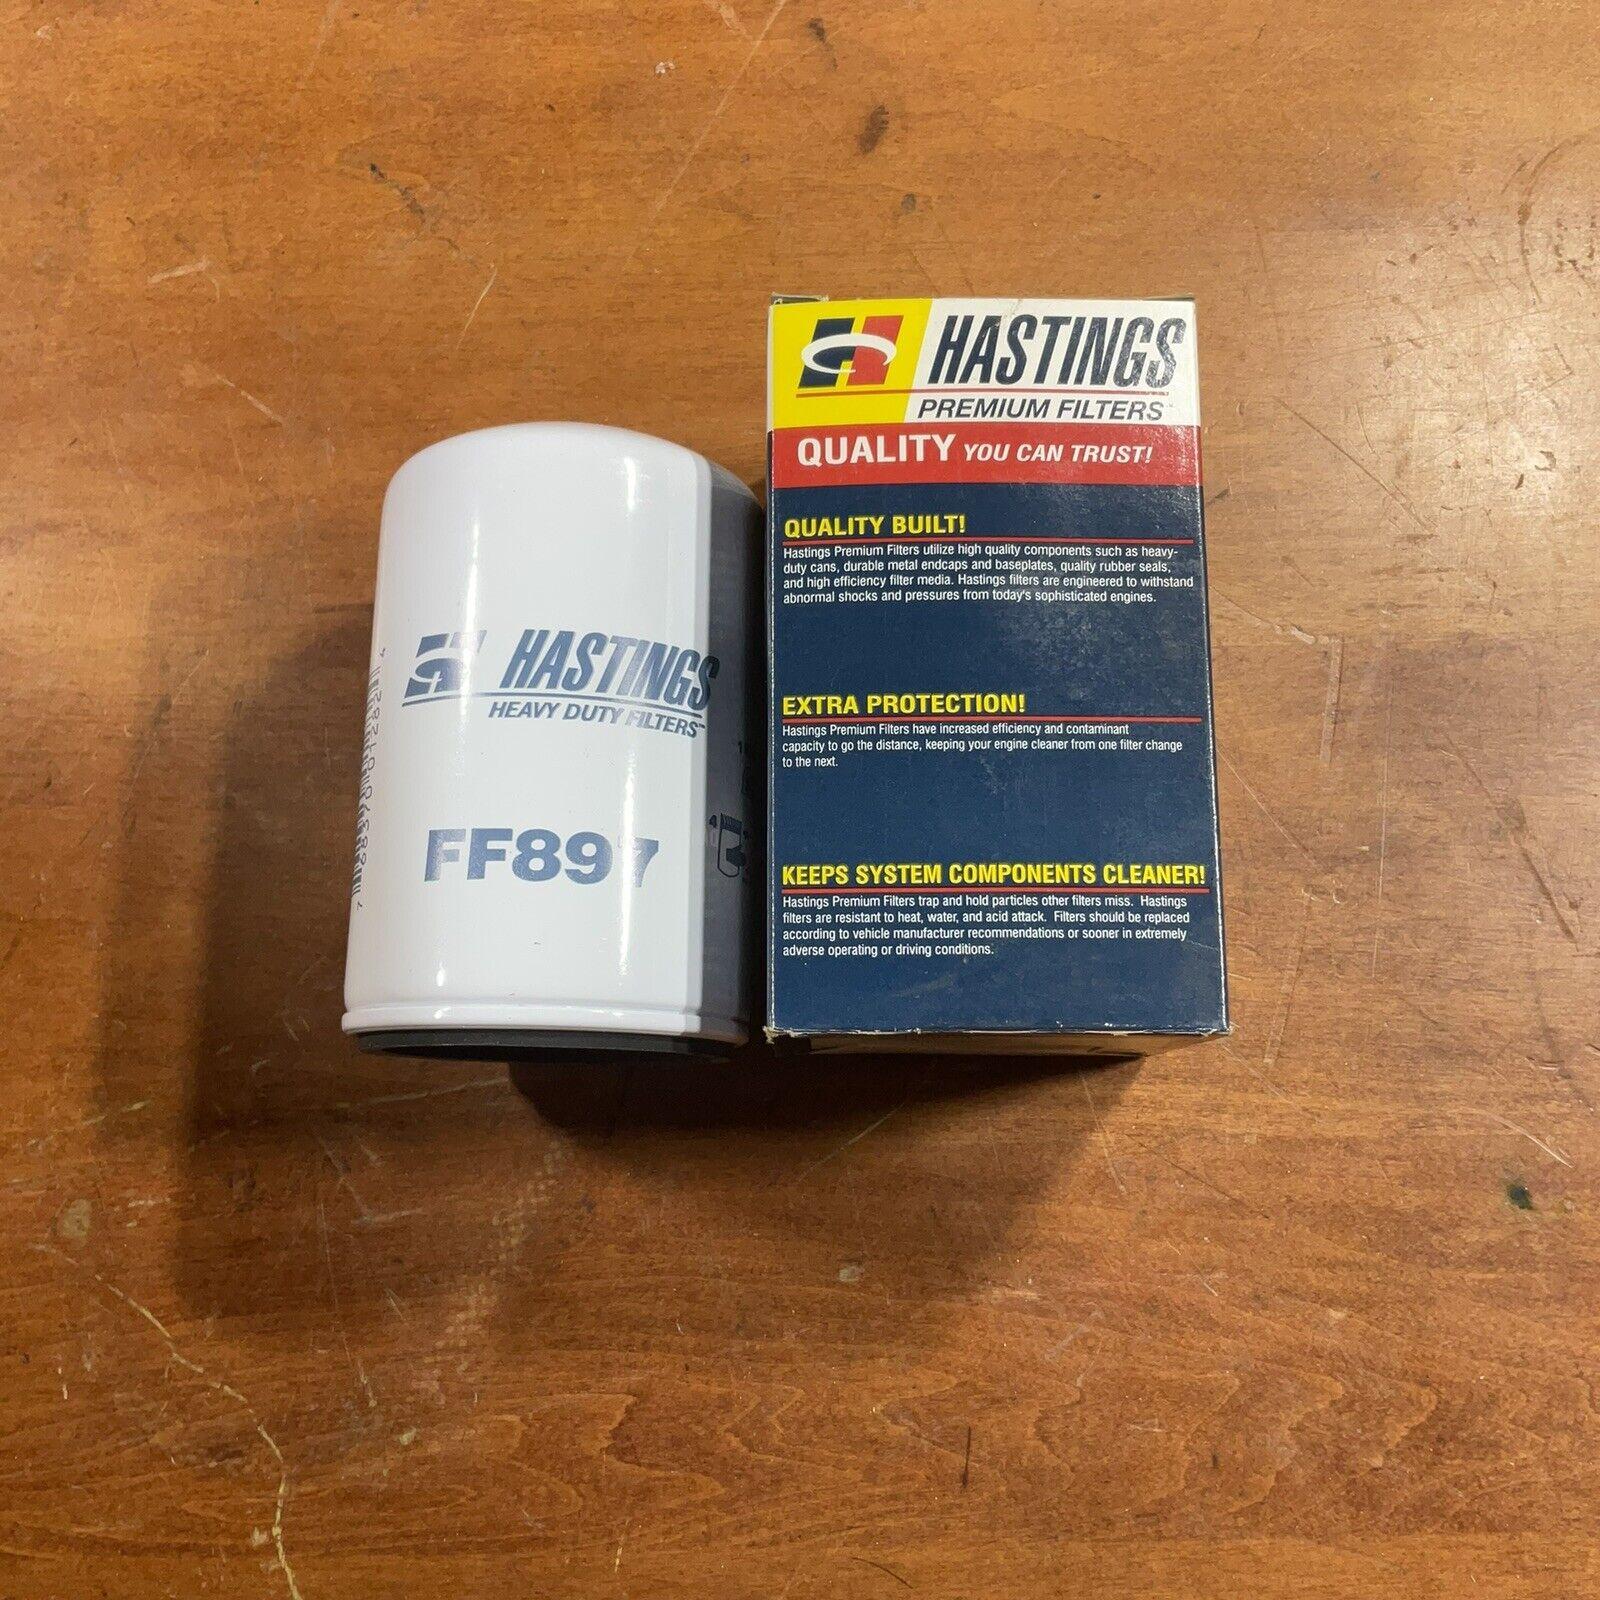 HASTINGS
HEAVY DUTY FILTERS™
FF897
HASTINGS
PREMIUM FILTERS™
QUALITY YOU CAN TRUST!
QUALITY BUILT!
Hastings Premium Filters utilize high quality components such as heavy-
duty cans, durable metal endcaps and baseplates, quality rubber seals,
and high efficiency filter media. Hastings filters are engineered to withstand
abnormal shocks and pressures from today's sophisticated engines.
EXTRA PROTECTION!
Hastings Premium Filters have increased efficiency and contaminant
capacity to go the distance, keeping your engine cleaner from one filter change
to the next.
KEEPS SYSTEM COMPONENTS CLEANER!
Hastings Premium Filters trap and hold particles other filters miss. Hastings
filters are resistant to heat, water, and acid attack. Filters should be replaced
according to vehicle manufacturer recommendations or sooner in extremely
adverse operating or driving conditions.